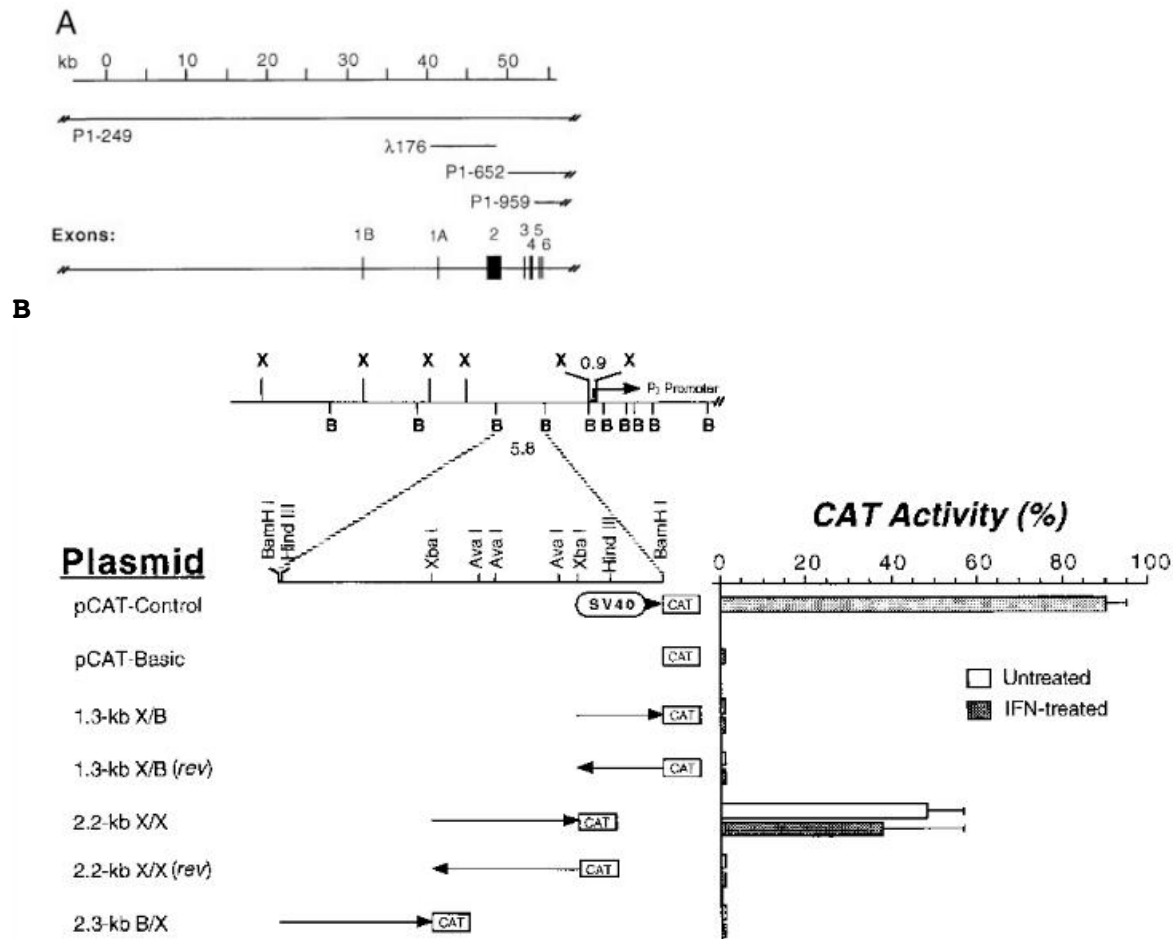 A
kb 0 10 20 30 40 50
P1-249
λ176
P1-652
P1-959
Exons: 1B 1A 2 3 4 5 6
B
X X X X X 0.9 X
P₁ Promoter
B B B B B B B B B B
5.8
BamH I Hind III Xba I Ava I Ava I Ava I Xba I Hind III BamH I
CAT Activity (%)
Plasmid
0 20 40 60 80 100
pCAT-Control SV40 CAT
pCAT-Basic CAT
Untreated
IFN-treated
1.3-kb X/B CAT
1.3-kb X/B (rev) CAT
2.2-kb X/X CAT
2.2-kb X/X (rev) CAT
2.3-kb B/X CAT